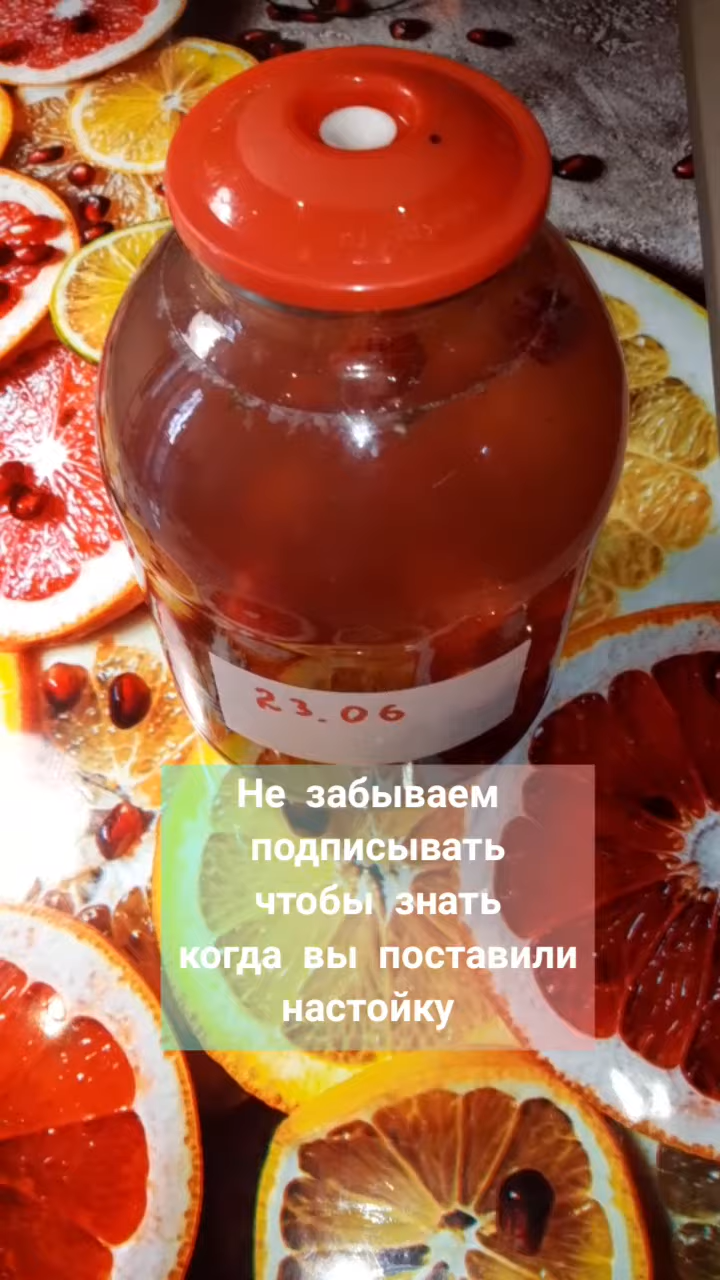 23.06
Не забываем
подписывать
чтобы знать
когда вы поставили
настойку